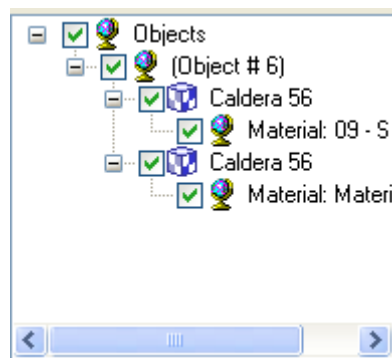 Objects
(Object # 6)
Caldera 56
Material: 09 - S
Caldera 56
Material: Materi